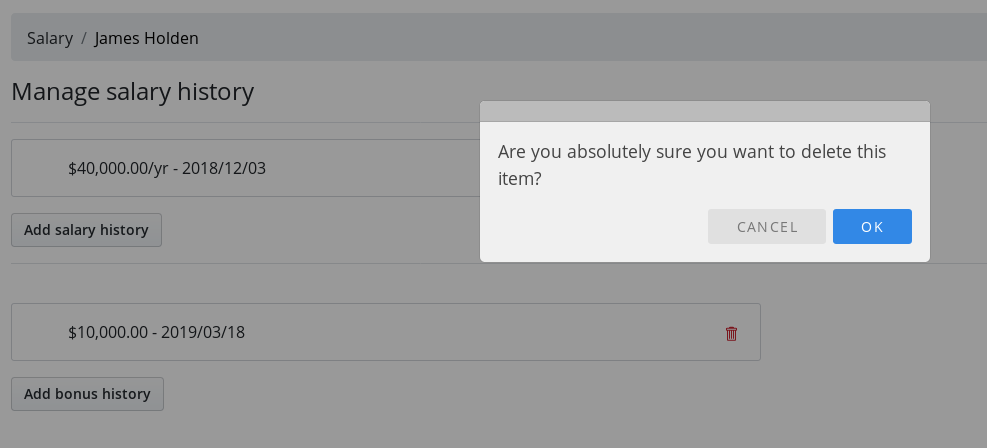 Salary / James Holden
Manage salary history
$40,000.00/yr - 2018/12/03
Add salary history
Are you absolutely sure you want to delete this
item?
CANCEL OK
$10,000.00 - 2019/03/18
Add bonus history